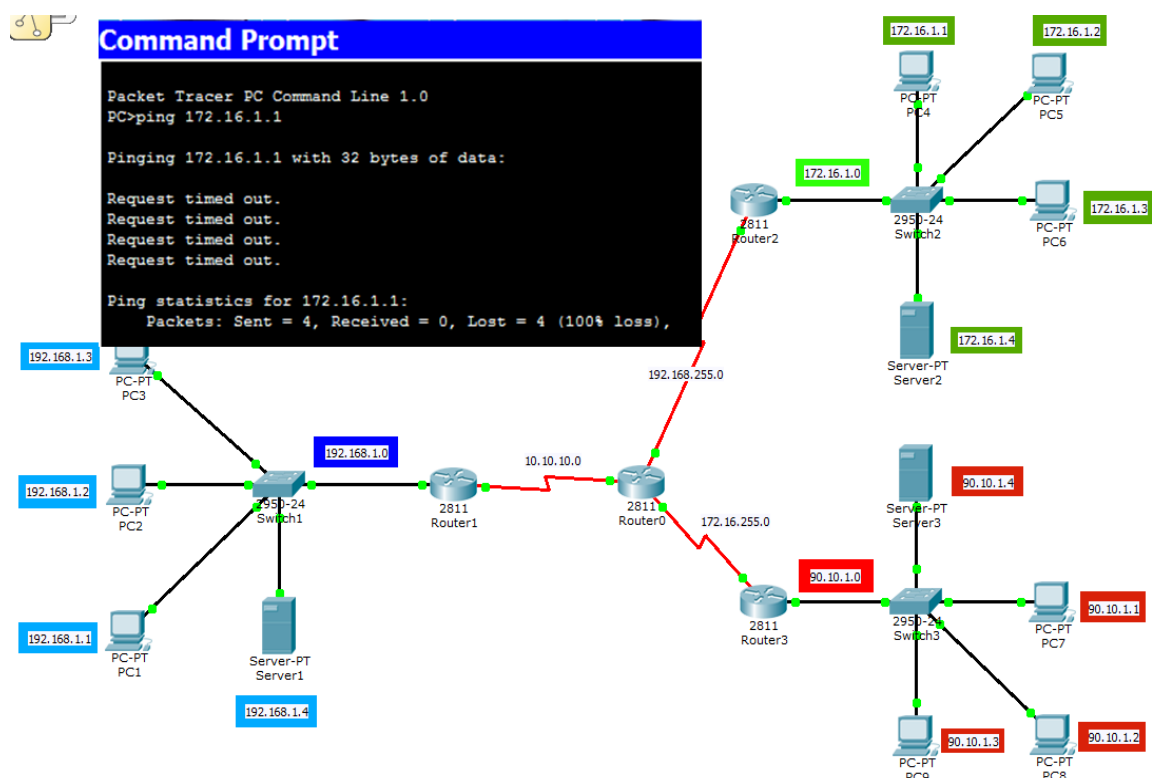 Command Prompt
Packet Tracer PC Command Line 1.0
PC>ping 172.16.1.1
Pinging 172.16.1.1 with 32 bytes of data:
Request timed out.
Request timed out.
Request timed out.
Request timed out.
Ping statistics for 172.16.1.1:
Packets: Sent = 4, Received = 0, Lost = 4 (100% loss),
172.16.1.1
PC-PT
PC4
172.16.1.2
PC-PT
PC5
172.16.1.0
2811
Router2
2950-24
Switch2
PC-PT
PC6
172.16.1.3
172.16.1.4
Server-PT
Server2
192.168.255.0
192.168.1.3
PC-PT
PC3
192.168.1.0
192.168.1.2
PC-PT
PC2
2950-24
Switch1
2811
Router1
10.10.10.0
2811
Router0
172.16.255.0
192.168.1.1
PC-PT
PC1
Server-PT
Server1
192.168.1.4
90.10.1.4
Server-PT
Server3
90.10.1.0
2811
Router3
2950-24
Switch3
90.10.1.1
PC-PT
PC7
90.10.1.3
PC-PT
PC9
90.10.1.2
PC-PT
PC8